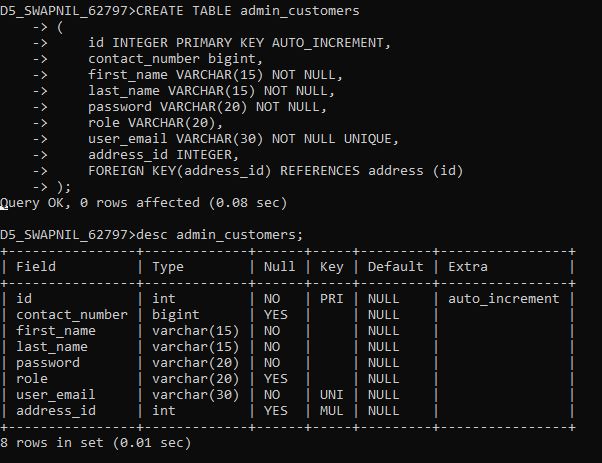 D5_SWAPNIL_62797>CREATE TABLE admin_customers
    -> (
    ->     id INTEGER PRIMARY KEY AUTO_INCREMENT,
    ->     contact_number bigint,
    ->     first_name VARCHAR(15) NOT NULL,
    ->     last_name VARCHAR(15) NOT NULL,
    ->     password VARCHAR(20) NOT NULL,
    ->     role VARCHAR(20),
    ->     user_email VARCHAR(30) NOT NULL UNIQUE,
    ->     address_id INTEGER,
    ->     FOREIGN KEY(address_id) REFERENCES address (id)
    -> );
Query OK, 0 rows affected (0.08 sec)

D5_SWAPNIL_62797>desc admin_customers;
+----------------+-------------+------+-----+---------+----------------+
| Field          | Type        | Null | Key | Default | Extra          |
+----------------+-------------+------+-----+---------+----------------+
| id             | int         | NO   | PRI | NULL    | auto_increment |
| contact_number | bigint      | YES  |     | NULL    |                |
| first_name     | varchar(15) | NO   |     | NULL    |                |
| last_name      | varchar(15) | NO   |     | NULL    |                |
| password       | varchar(20) | NO   |     | NULL    |                |
| role           | varchar(20) | YES  |     | NULL    |                |
| user_email     | varchar(30) | NO   | UNI | NULL    |                |
| address_id     | int         | YES  | MUL | NULL    |                |
+----------------+-------------+------+-----+---------+----------------+
8 rows in set (0.01 sec)